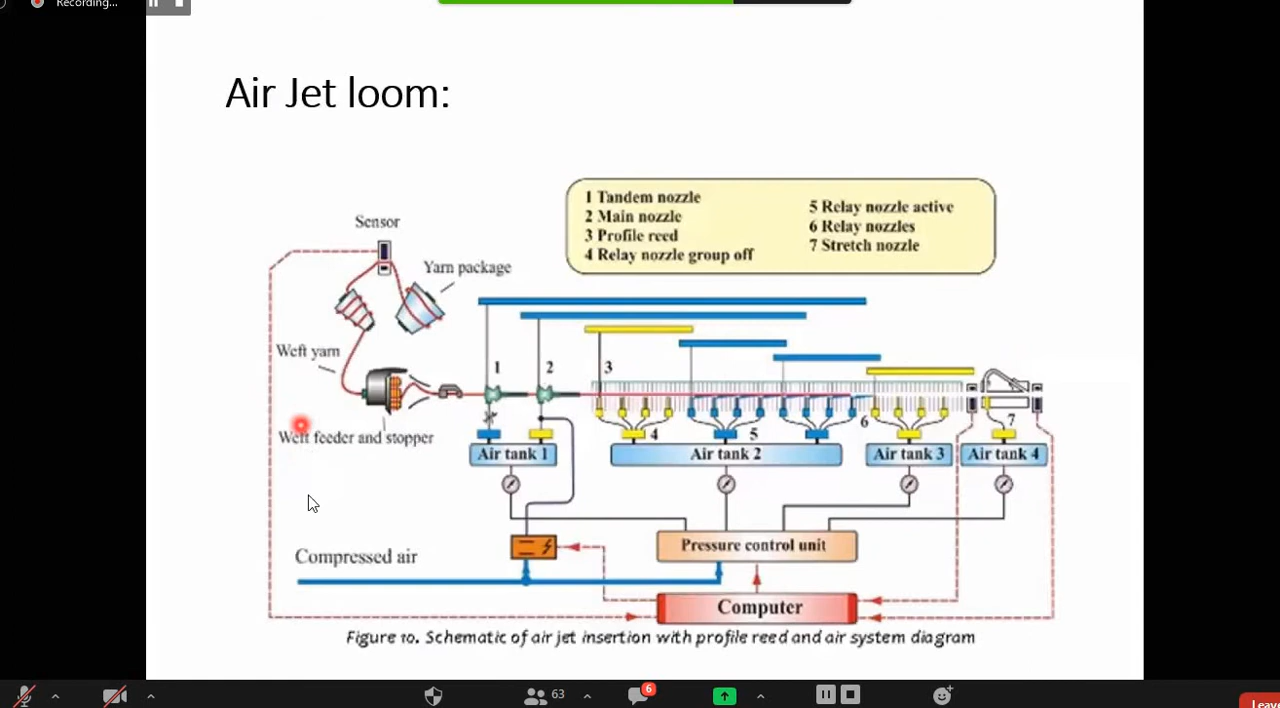 Recording...
Air Jet loom:
1 Tandem nozzle
2 Main nozzle
3 Profile reed
4 Relay nozzle group off
5 Relay nozzle active
6 Relay nozzles
7 Stretch nozzle
Sensor
Yarn package
Weft yarn
1
2
3
Weft feeder and stopper
4
5
6
7
Air tank 1
Air tank 2
Air tank 3
Air tank 4
Compressed air
Pressure control unit
Computer
Figure 10. Schematic of air jet insertion with profile reed and air system diagram
63
6
Leav